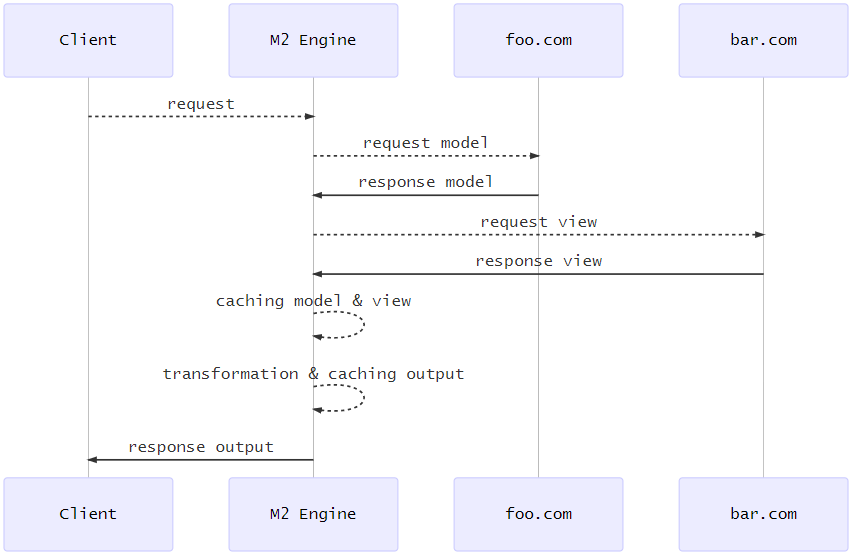 Client M2 Engine foo.com bar.com
request
request model
response model
request view
response view
caching model & view
transformation & caching output
response output
Client M2 Engine foo.com bar.com